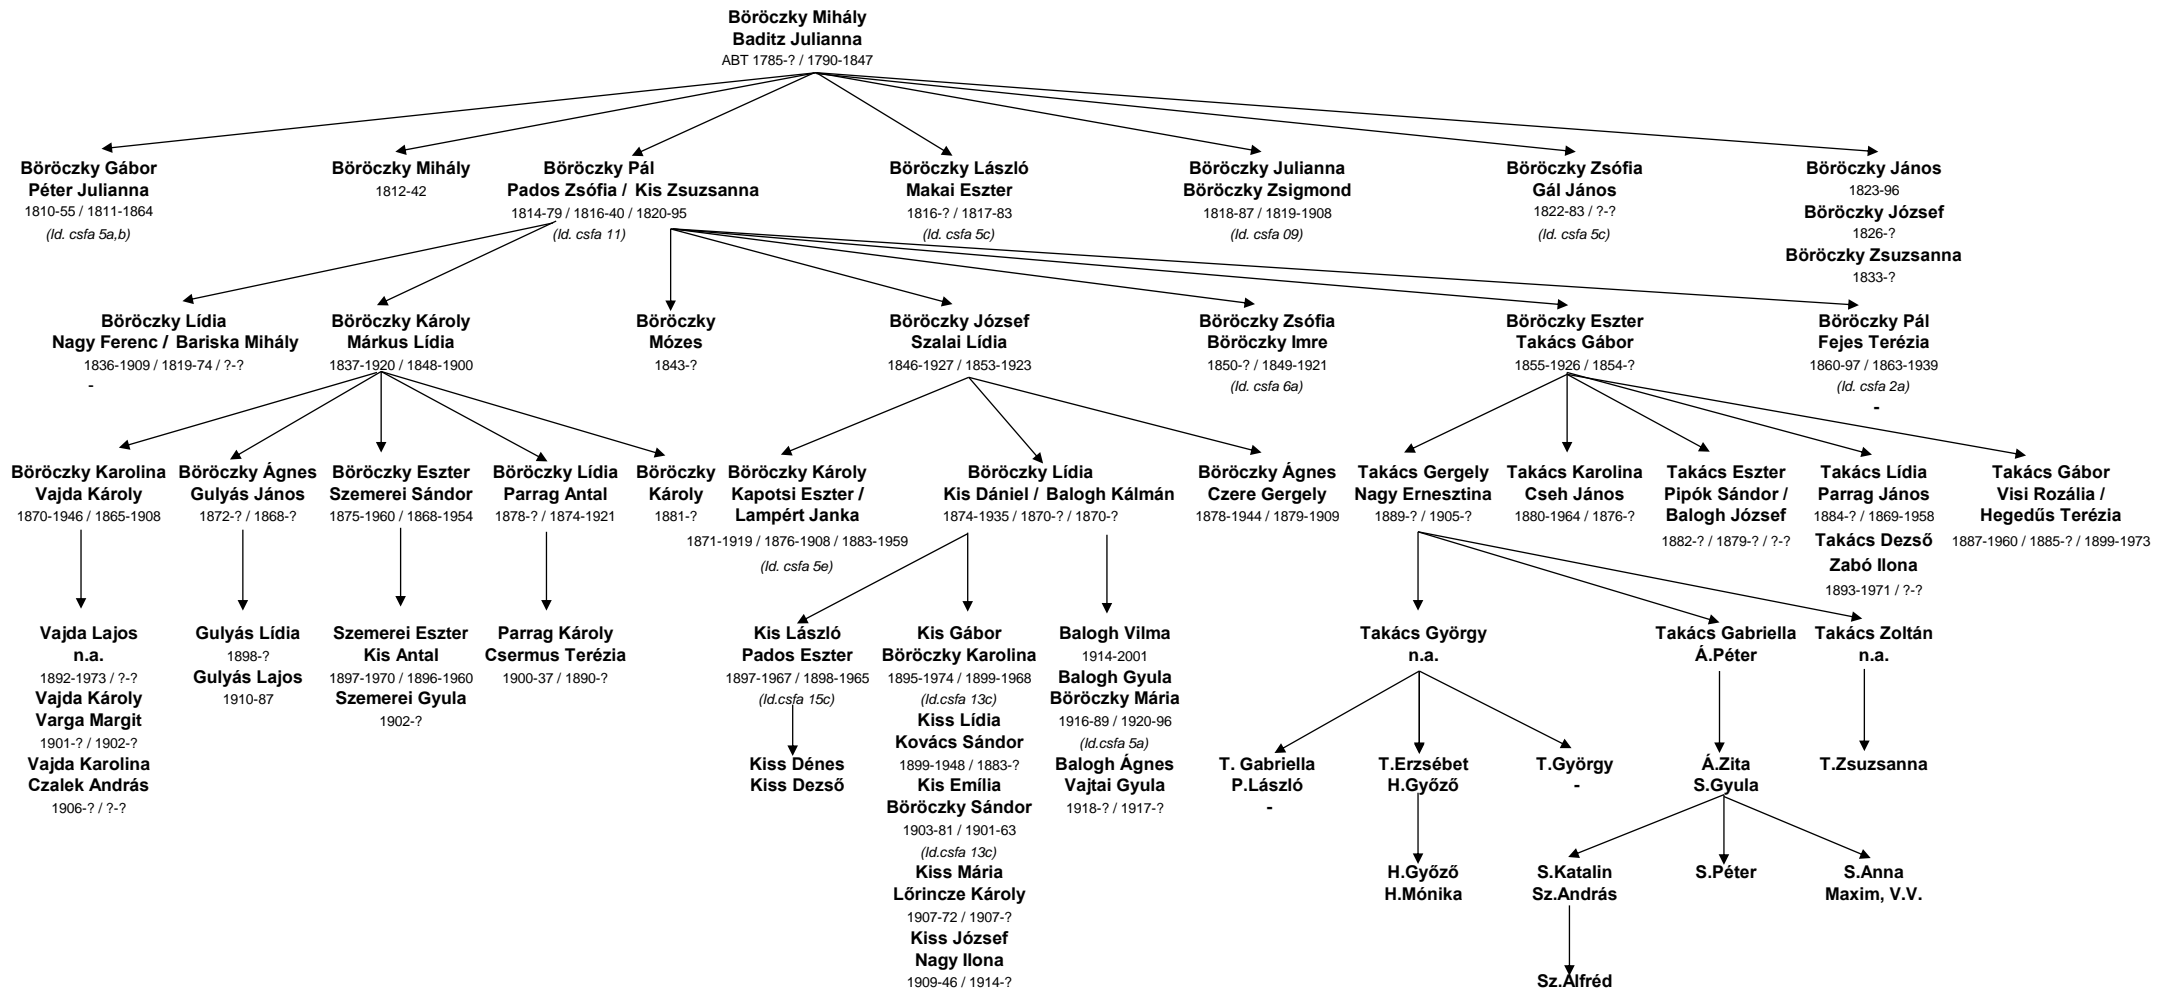 Böröczky Mihály
Baditz Julianna
ABT 1785-? / 1790-1847
Böröczky Gábor
Péter Julianna
1810-55 / 1811-1864
(ld. csfa 5a,b)
Böröczky Mihály
1812-42
Böröczky Pál
Pados Zsófia / Kis Zsuzsanna
1814-79 / 1816-40 / 1820-95
(ld. csfa 11)
Böröczky László
Makai Eszter
1816-? / 1817-83
(ld. csfa 5c)
Böröczky Julianna
Böröczky Zsigmond
1818-87 / 1819-1908
(ld. csfa 09)
Böröczky Zsófia
Gál János
1822-83 / ?-?
(ld. csfa 5c)
Böröczky János
1823-96
Böröczky József
1826-?
Böröczky Zsuzsanna
1833-?
Böröczky Lídia
Nagy Ferenc / Bariska Mihály
1836-1909 / 1819-74 / ?-?
-
Böröczky Károly
Márkus Lídia
1837-1920 / 1848-1900
Böröczky
Mózes
1843-?
Böröczky József
Szalai Lídia
1846-1927 / 1853-1923
Böröczky Zsófia
Böröczky Imre
1850-? / 1849-1921
(ld. csfa 6a)
Böröczky Eszter
Takács Gábor
1855-1926 / 1854-?
Böröczky Pál
Fejes Terézia
1860-97 / 1863-1939
(ld. csfa 2a)
-
Böröczky Karolina
Vajda Károly
1870-1946 / 1865-1908
Böröczky Ágnes
Gulyás János
1872-? / 1868-?
Böröczky Eszter
Szemerei Sándor
1875-1960 / 1868-1954
Böröczky Lídia
Parrag Antal
1878-? / 1874-1921
Böröczky
Károly
1881-?
Böröczky Károly
Kapotsi Eszter /
Lampért Janka
1871-1919 / 1876-1908 / 1883-1959
(ld. csfa 5e)
Böröczky Lídia
Kis Dániel / Balogh Kálmán
1874-1935 / 1870-? / 1870-?
Böröczky Ágnes
Czere Gergely
1878-1944 / 1879-1909
Takács Gergely
Nagy Ernesztina
1889-? / 1905-?
Takács Karolina
Cseh János
1880-1964 / 1876-?
Takács Eszter
Pipók Sándor /
Balogh József
1882-? / 1879-? / ?-?
Takács Lídia
Parrag János
1884-? / 1869-1958
Takács Dezső
Zabó Ilona
1893-1971 / ?-?
Takács Gábor
Visi Rozália /
Hegedűs Terézia
1887-1960 / 1885-? / 1899-1973
Vajda Lajos
n.a.
1892-1973 / ?-?
Vajda Károly
Varga Margit
1901-? / 1902-?
Vajda Karolina
Czalek András
1906-? / ?-?
Gulyás Lídia
1898-?
Gulyás Lajos
1910-87
Szemerei Eszter
Kis Antal
1897-1970 / 1896-1960
Szemerei Gyula
1902-?
Parrag Károly
Csermus Terézia
1900-37 / 1890-?
Kis László
Pados Eszter
1897-1967 / 1898-1965
(ld.csfa 15c)
Kiss Dénes
Kiss Dezső
Kis Gábor
Böröczky Karolina
1895-1974 / 1899-1968
(ld.csfa 13c)
Kiss Lídia
Kovács Sándor
1899-1948 / 1883-?
Kis Emília
Böröczky Sándor
1903-81 / 1901-63
(ld.csfa 13c)
Kiss Mária
Lőrincze Károly
1907-72 / 1907-?
Kiss József
Nagy Ilona
1909-46 / 1914-?
Balogh Vilma
1914-2001
Balogh Gyula
Böröczky Mária
1916-89 / 1920-96
(ld.csfa 5a)
Balogh Ágnes
Vajtai Gyula
1918-? / 1917-?
Takács György
n.a.
Takács Gabriella
Á.Péter
Takács Zoltán
n.a.
T. Gabriella
P.László
-
T.Erzsébet
H.Győző
T.György
-
Á.Zita
S.Gyula
T.Zsuzsanna
H.Győző
H.Mónika
S.Katalin
Sz.András
S.Péter
S.Anna
Maxim, V.V.
Sz.Alfréd